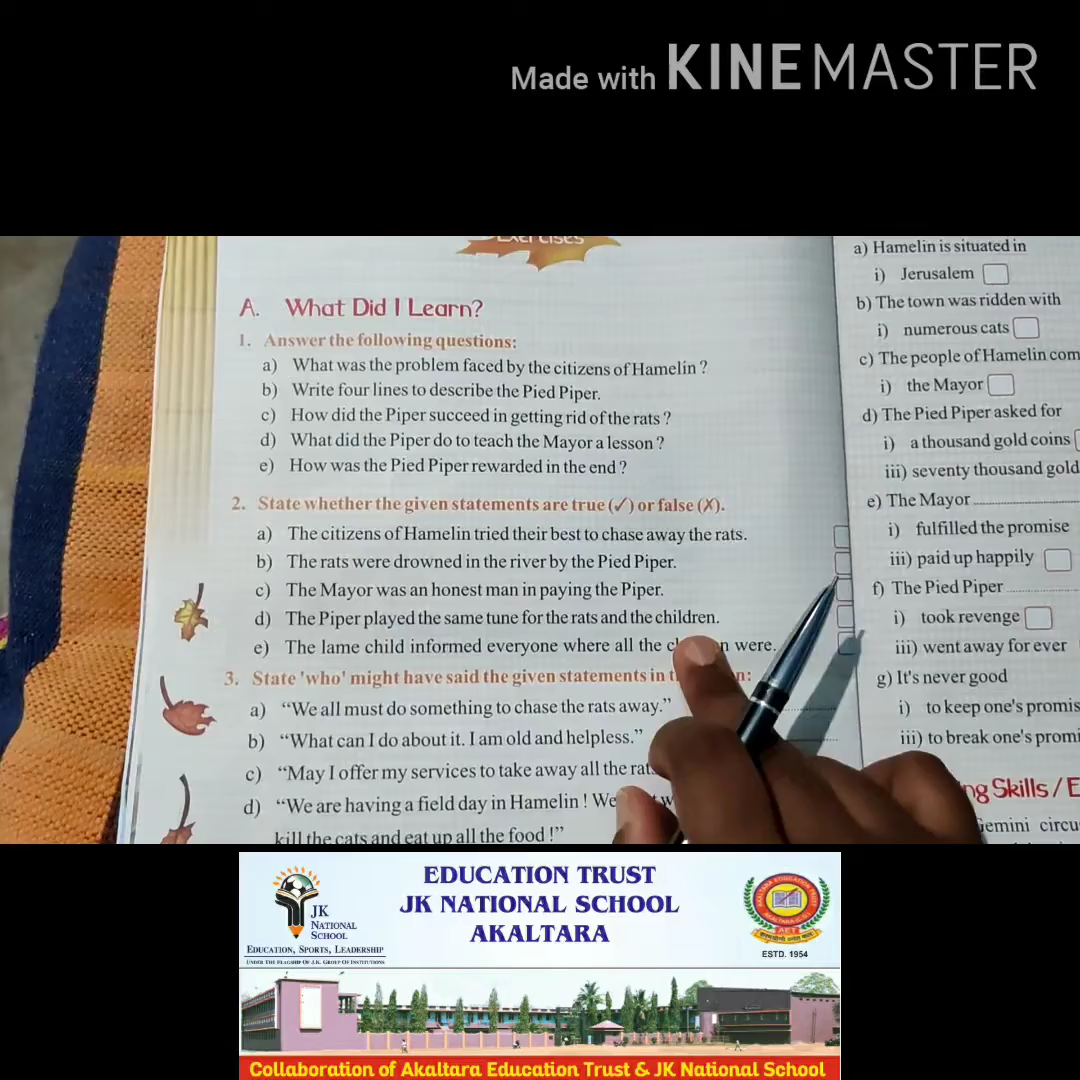 Made with KINEMASTER
Exercises
A. What Did I Learn?
1. Answer the following questions:
a) What was the problem faced by the citizens of Hamelin ?
b) Write four lines to describe the Pied Piper.
c) How did the Piper succeed in getting rid of the rats ?
d) What did the Piper do to teach the Mayor a lesson ?
e) How was the Pied Piper rewarded in the end ?
2. State whether the given statements are true (✓) or false (✗).
a) The citizens of Hamelin tried their best to chase away the rats.
b) The rats were drowned in the river by the Pied Piper.
c) The Mayor was an honest man in paying the Piper.
d) The Piper played the same tune for the rats and the children.
e) The lame child informed everyone where all the were.
3. State 'who' might have said the given statements in
a) “We all must do something to chase the rats away.”
b) “What can I do about it. I am old and helpless.”
c) “May I offer my services to take away all the
d) “We are having a field day in Hamelin !
kill the cats and eat up all the food !”
a) Hamelin is situated in
i) Jerusalem
b) The town was ridden with
i) numerous cats
c) The people of Hamelin
i) the Mayor
d) The Pied Piper asked for
i) a thousand gold coins
iii) seventy thousand gold
e) The Mayor
i) fulfilled the promise
iii) paid up happily
f) The Pied Piper
i) took revenge
iii) went away for ever
g) It's never good
i) to keep one's
iii) to break one's
Skills /
Gemini
JK
NATIONAL
SCHOOL
EDUCATION, SPORTS, LEADERSHIP
UNDER THE FLAGSHIP OF J.K. GROUP OF INSTITUTIONS
EDUCATION TRUST
JK NATIONAL SCHOOL
AKALTARA
ESTD. 1954
Collaboration of Akaltara Education Trust & JK National School